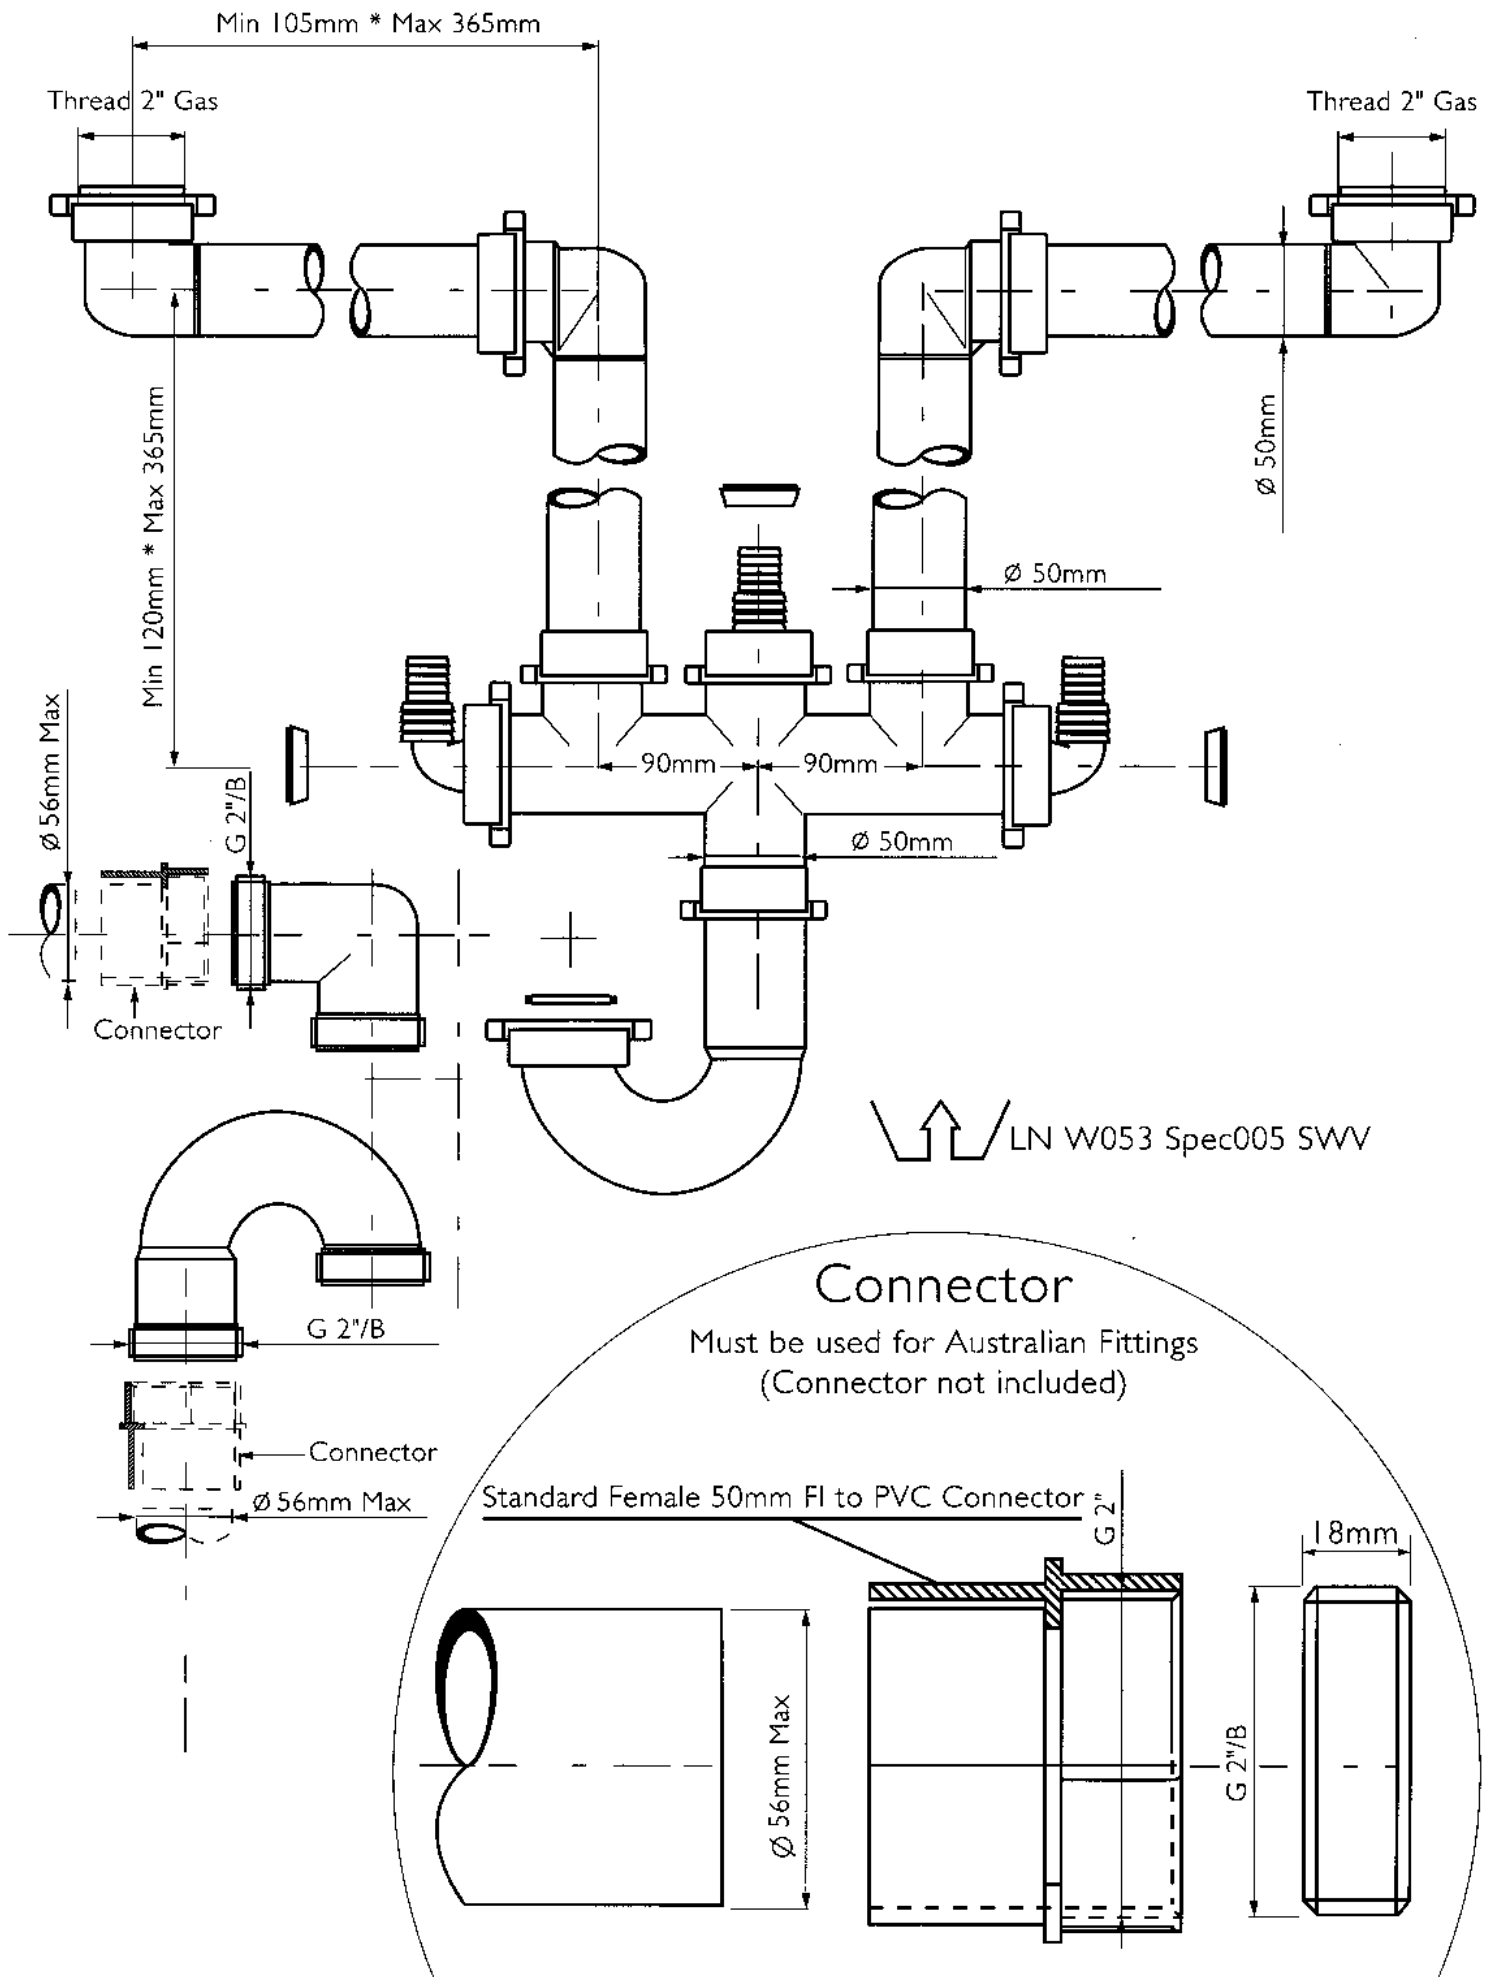 Min 105mm * Max 365mm
Thread 2" Gas
Thread 2" Gas
Min 120mm * Max 365mm
Ø 50mm
Ø 50mm
90mm
90mm
Ø 56mm Max
G 2"/B
Ø 50mm
Connector
LN W053 Spec005 SWV
G 2"/B
Connector
Ø 56mm Max
Connector
Must be used for Australian Fittings
(Connector not included)
Standard Female 50mm FI to PVC Connector
G 2"
18mm
Ø 56mm Max
G 2"/B